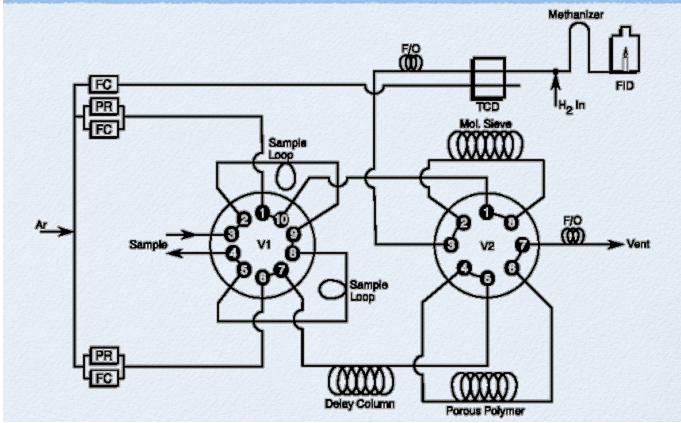 Methanizer
F/O
FC
PR
FC
TCD
H2 In
FID
Mol. Sieve
Sample
Loop
1
10
2
3
9
V1
4
8
5
6
7
Ar
Sample
Sample
Loop
1
2
8
3
V2
7
4
5
6
F/O
Vent
PR
FC
Delay Column
Porous Polymer